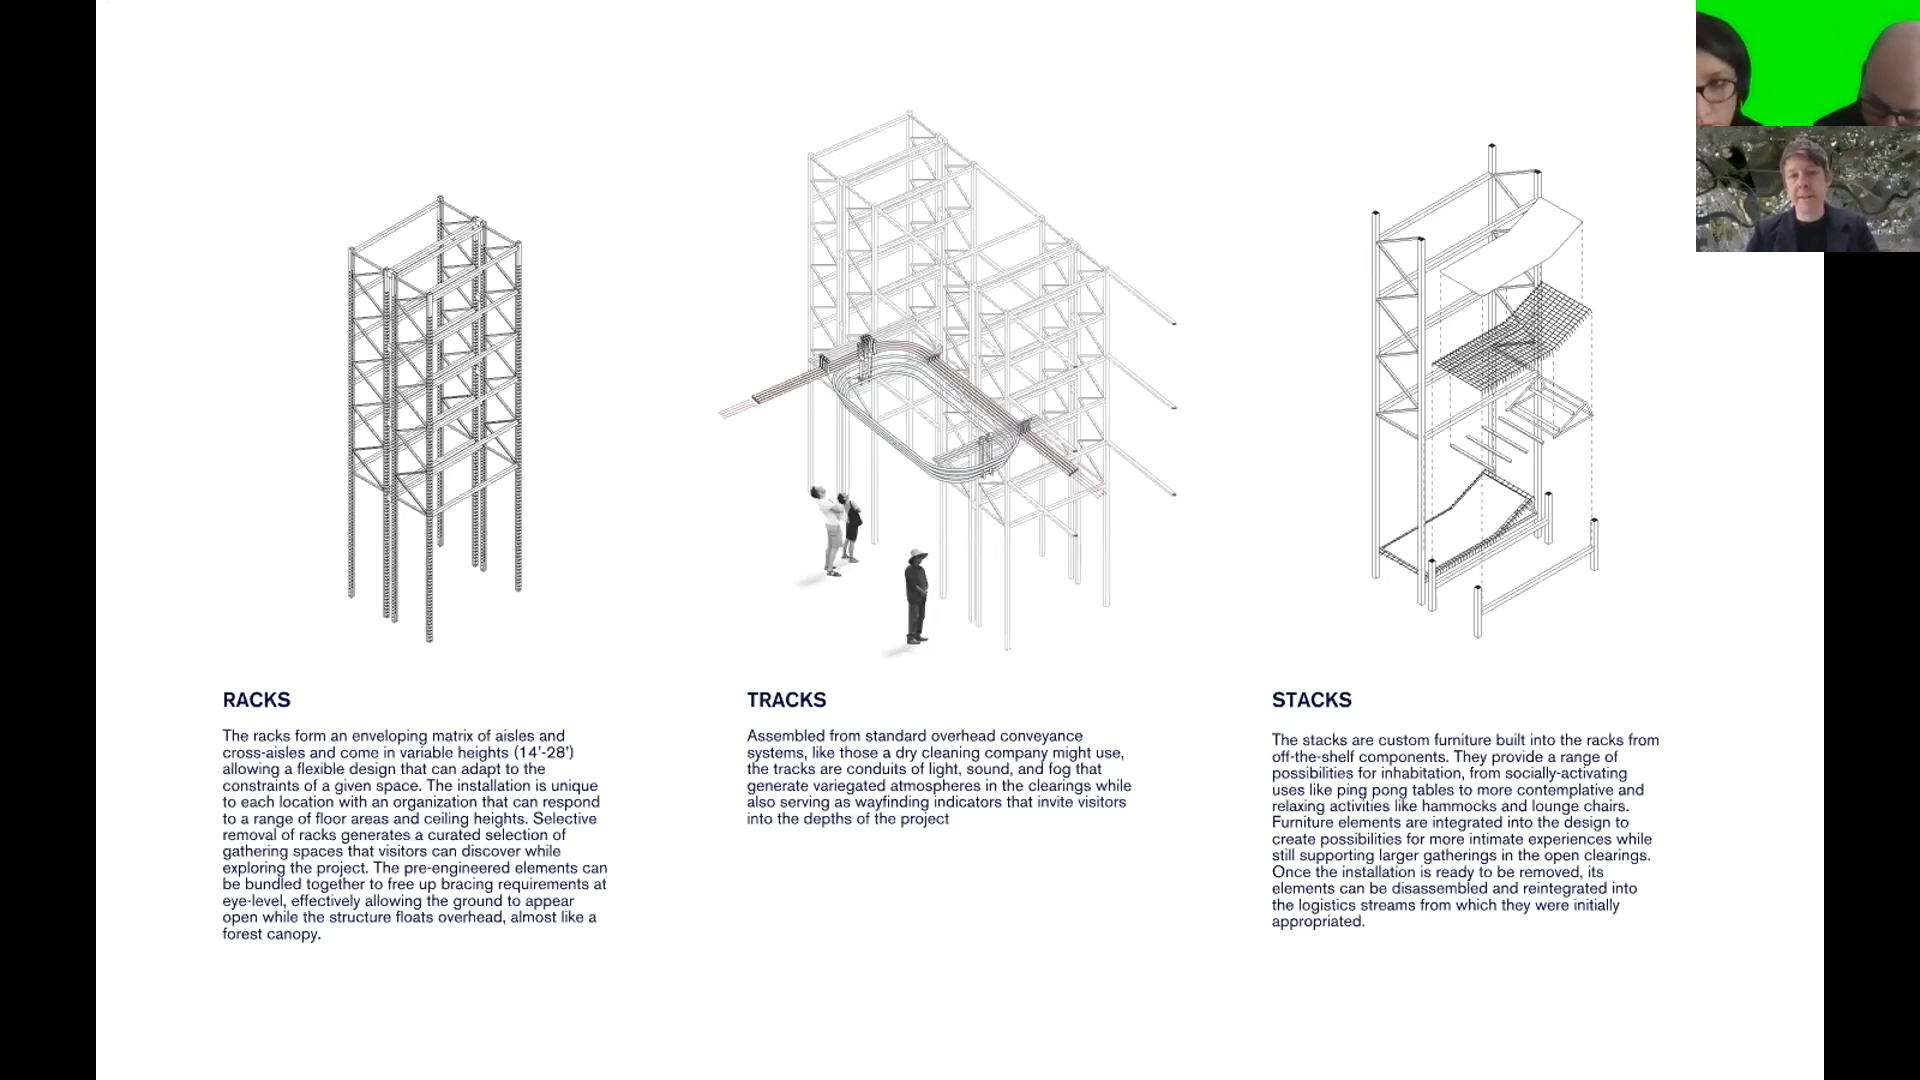 RACKS
The racks form an enveloping matrix of aisles and
cross-aisles and come in variable heights (14'-28')
allowing a flexible design that can adapt to the
constraints of a given space. The installation is unique
to each location with an organization that can respond
to a range of floor areas and ceiling heights. Selective
removal of racks generates a curated selection of
gathering spaces that visitors can discover while
exploring the project. The pre-engineered elements can
be bundled together to free up bracing requirements at
eye-level, effectively allowing the ground to appear
open while the structure floats overhead, almost like a
forest canopy.
TRACKS
Assembled from standard overhead conveyance
systems, like those a dry cleaning company might use,
the tracks are conduits of light, sound, and fog that
generate variegated atmospheres in the clearings while
also serving as wayfinding indicators that invite visitors
into the depths of the project
STACKS
The stacks are custom furniture built into the racks from
off-the-shelf components. They provide a range of
possibilities for inhabitation, from socially-activating
uses like ping pong tables to more contemplative and
relaxing activities like hammocks and lounge chairs.
Furniture elements are integrated into the design to
create possibilities for more intimate experiences while
still supporting larger gatherings in the open clearings.
Once the installation is ready to be removed, its
elements can be disassembled and reintegrated into
the logistics streams from which they were initially
appropriated.